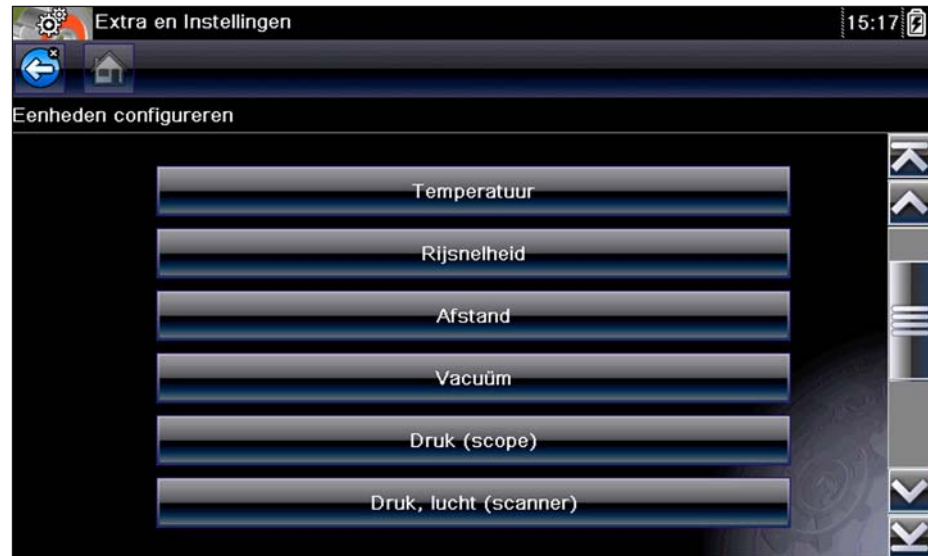 Extra en Instellingen
15:17
Eenheden configureren
Temperatuur
Rijsnelheid
Afstand
Vacuüm
Druk (scope)
Druk, lucht (scanner)